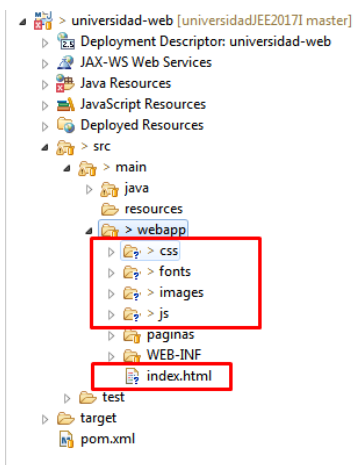 > universidad-web [universidadJEE2017I master]
Deployment Descriptor: universidad-web
JAX-WS Web Services
Java Resources
JavaScript Resources
Deployed Resources
> src
> main
java
resources
> webapp
> css
> fonts
> images
> js
paginas
WEB-INF
index.html
test
target
pom.xml